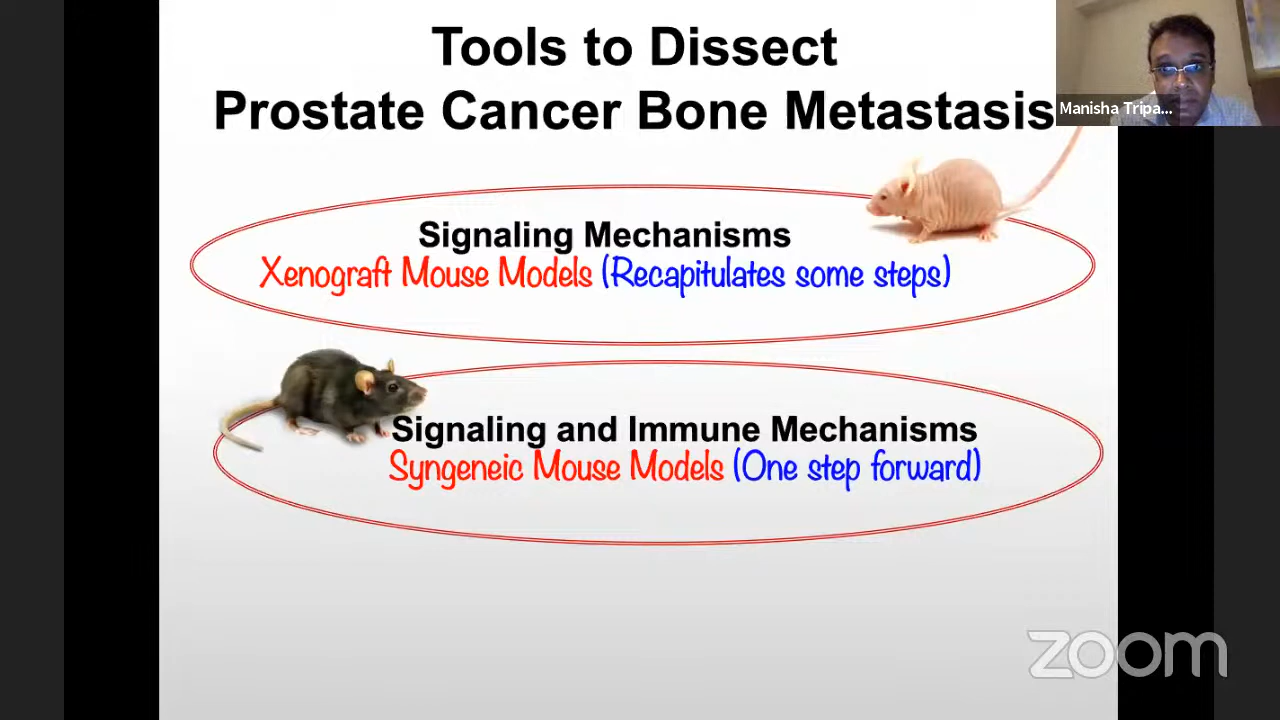 Tools to Dissect
Prostate Cancer Bone Metastasis
Manisha Tripa...
Signaling Mechanisms
Xenograft Mouse Models (Recapitulates some steps)
Signaling and Immune Mechanisms
Syngeneic Mouse Models (One step forward)
zoom